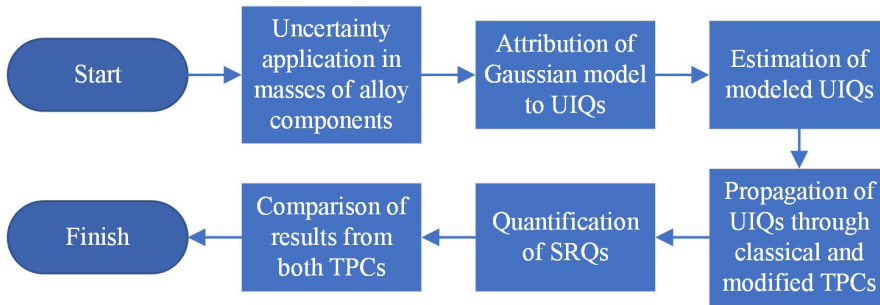 Start
Uncertainty
application in
masses of alloy
components
Attribution of
Gaussian model
to UIQs
Estimation of
modeled UIQs
Propagation of
UIQs through
classical and
modified TPCs
Quantification
of SRQs
Comparison of
results from
both TPCs
Finish